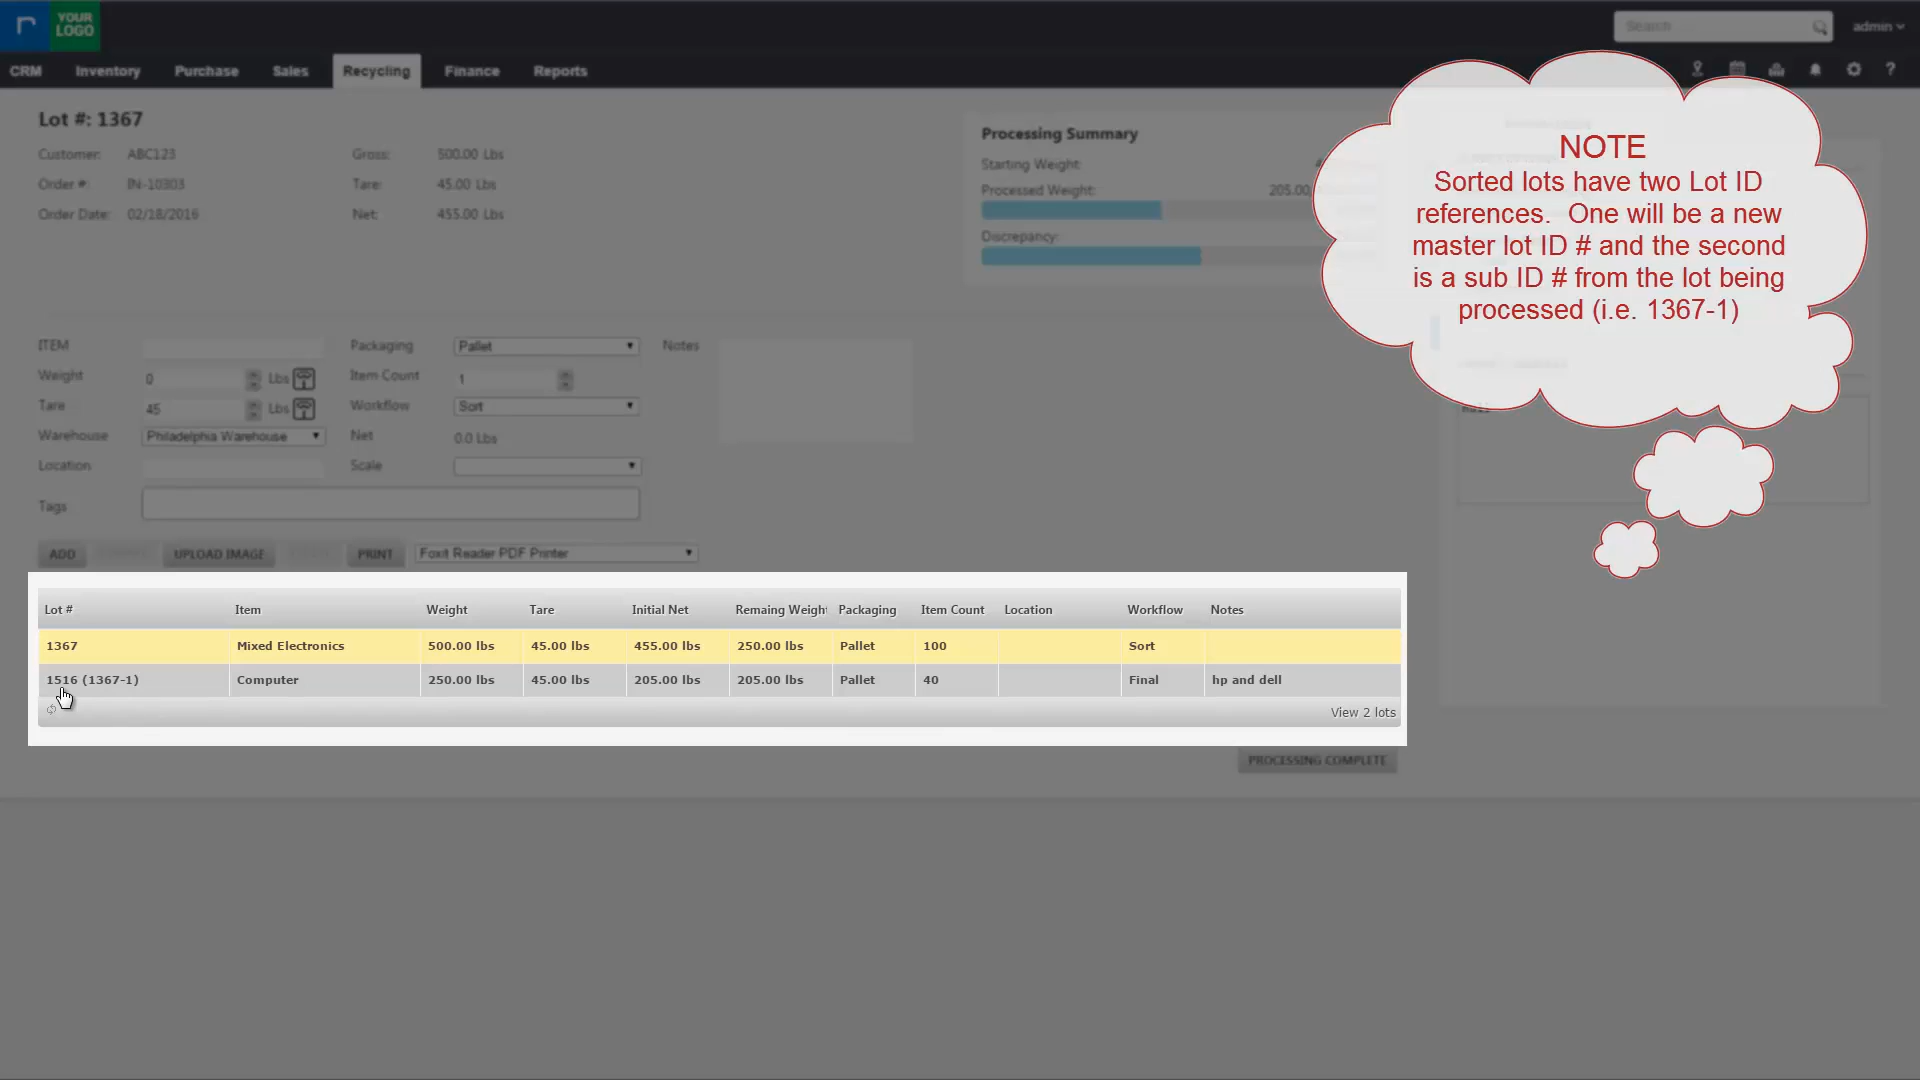 YOUR
LOGO
Search
admin
CRM Inventory Purchase Sales Recycling Finance Reports ?
Lot #: 1367
Customer: ABC123 Gross: 500.00 Lbs
Order #: IN-10303 Tare: 45.00 Lbs
Order Date: 02/18/2016 Net: 455.00 Lbs
Processing Summary
Starting Weight:
Processed Weight: 205.00
Discrepancy:
NOTE
Sorted lots have two Lot ID
references. One will be a new
master lot ID # and the second
is a sub ID # from the lot being
processed (i.e. 1367-1)
ITEM Packaging Pallet Notes
Weight 0 Lbs Item Count 1
Tare 45 Lbs Workflow Sort
Warehouse Philadelphia Warehouse Net 0.0 Lbs
Location Scale
Tags
ADD UPLOAD IMAGE PRINT Foxit Reader PDF Printer
Lot # Item Weight Tare Initial Net Remaing Weight Packaging Item Count Location Workflow Notes
1367 Mixed Electronics 500.00 lbs 45.00 lbs 455.00 lbs 250.00 lbs Pallet 100 Sort
1516 (1367-1) Computer 250.00 lbs 45.00 lbs 205.00 lbs 205.00 lbs Pallet 40 Final hp and dell
View 2 lots
PROCESSING COMPLETE